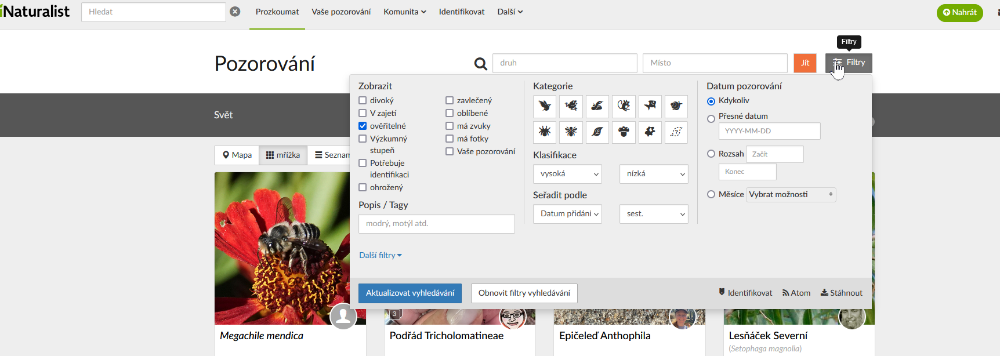 iNaturalist
Hledat
Prozkoumat
Vaše pozorování
Komunita
Identifikovat
Další
Nahrát
Filtry
Pozorování
druh
Místo
Jít
Filtry
Svět
Mapa
mřížka
Seznam
Zobrazit
divoký
V zajetí
ověřitelné
Výzkumný
stupeň
Potřebuje
identifikaci
ohrožený
zavlečený
oblíbené
má zvuky
má fotky
Vaše pozorování
Popis / Tagy
modrý, motýl atd.
Další filtry
Kategorie
Klasifikace
vysoká
nízká
Seřadit podle
Datum přidání
sest.
Datum pozorování
Kdykoliv
Přesné datum
YYYY-MM-DD
Rozsah
Začít
Konec
Měsíce
Vybrat možnosti
Aktualizovat vyhledávání
Obnovit filtry vyhledávání
Identifikovat
Atom
Stáhnout
3
Megachile mendica
Podřád Tricholomatineae
Epičeleď Anthophila
Lesňáček Severní
(Setophaga magnolia)